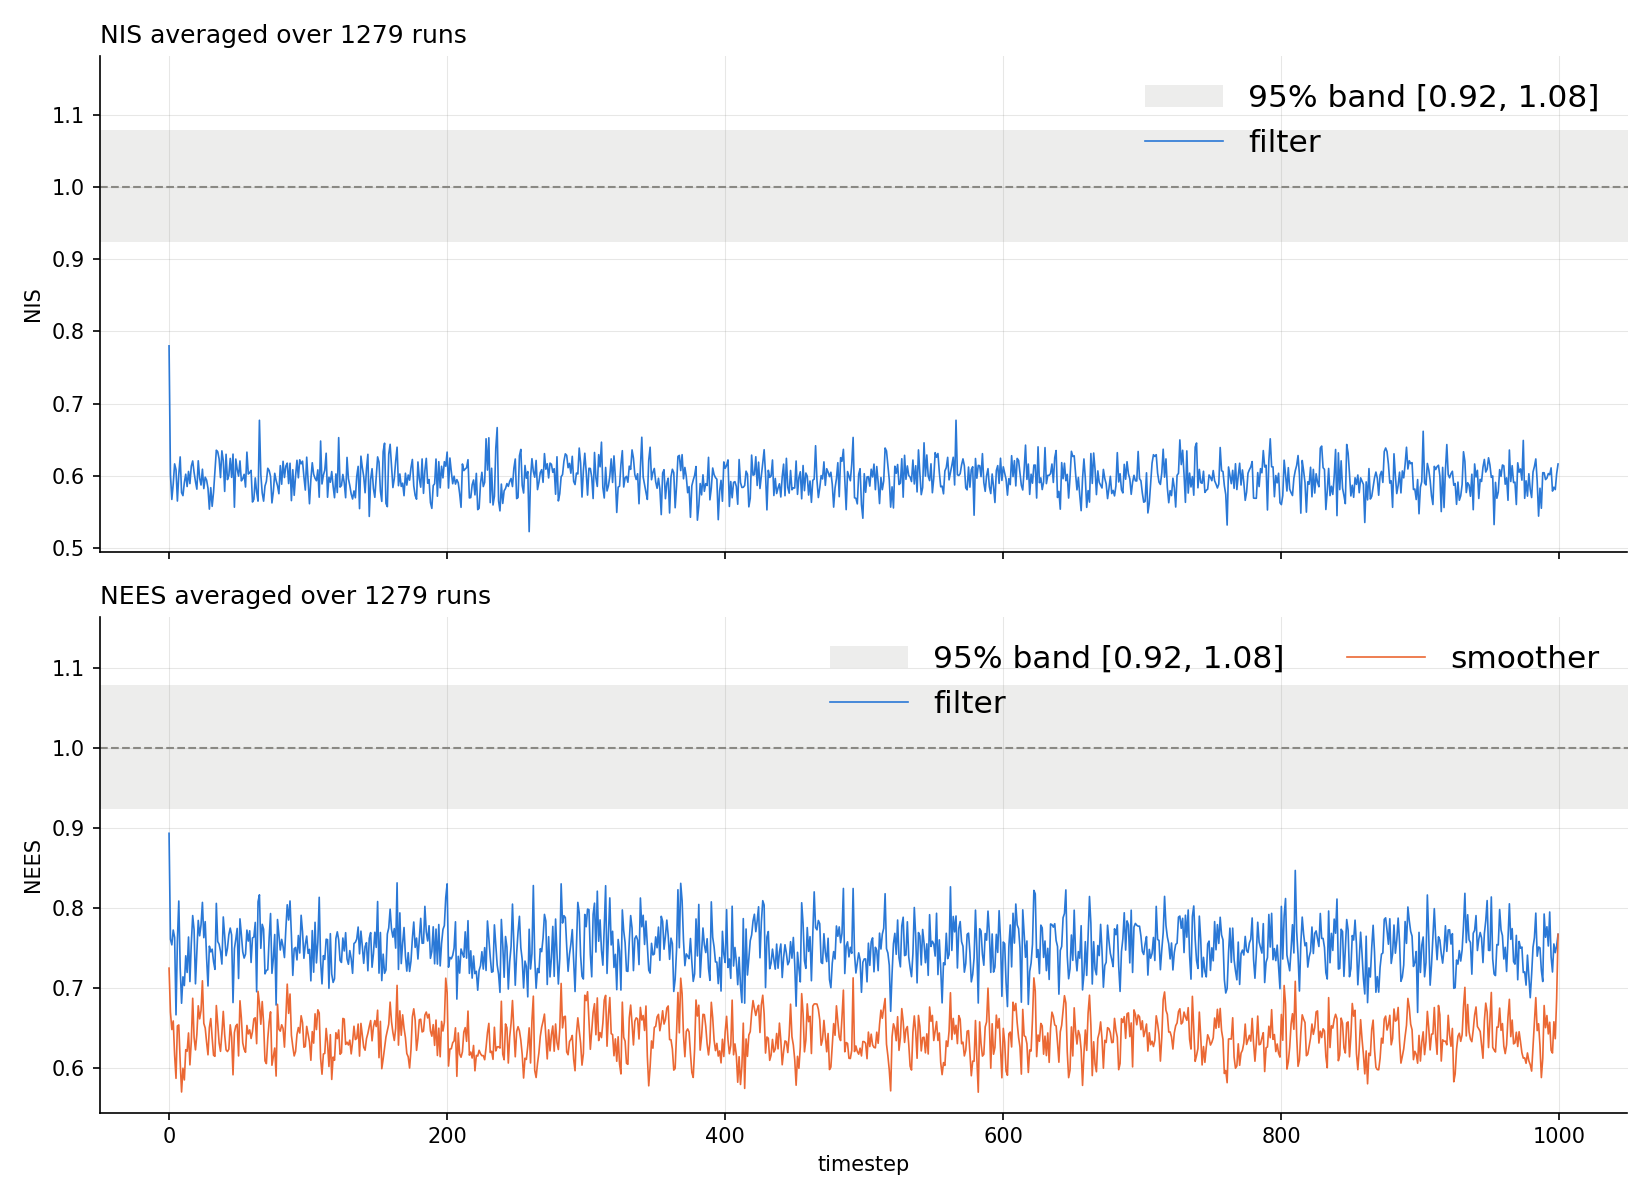 NIS averaged over 1279 runs
95% band [0.92, 1.08]
filter
NIS
1.1
1.0
0.9
0.8
0.7
0.6
0.5
NEES averaged over 1279 runs
95% band [0.92, 1.08]
smoother
filter
NEES
1.1
1.0
0.9
0.8
0.7
0.6
0
200
400
600
800
1000
timestep